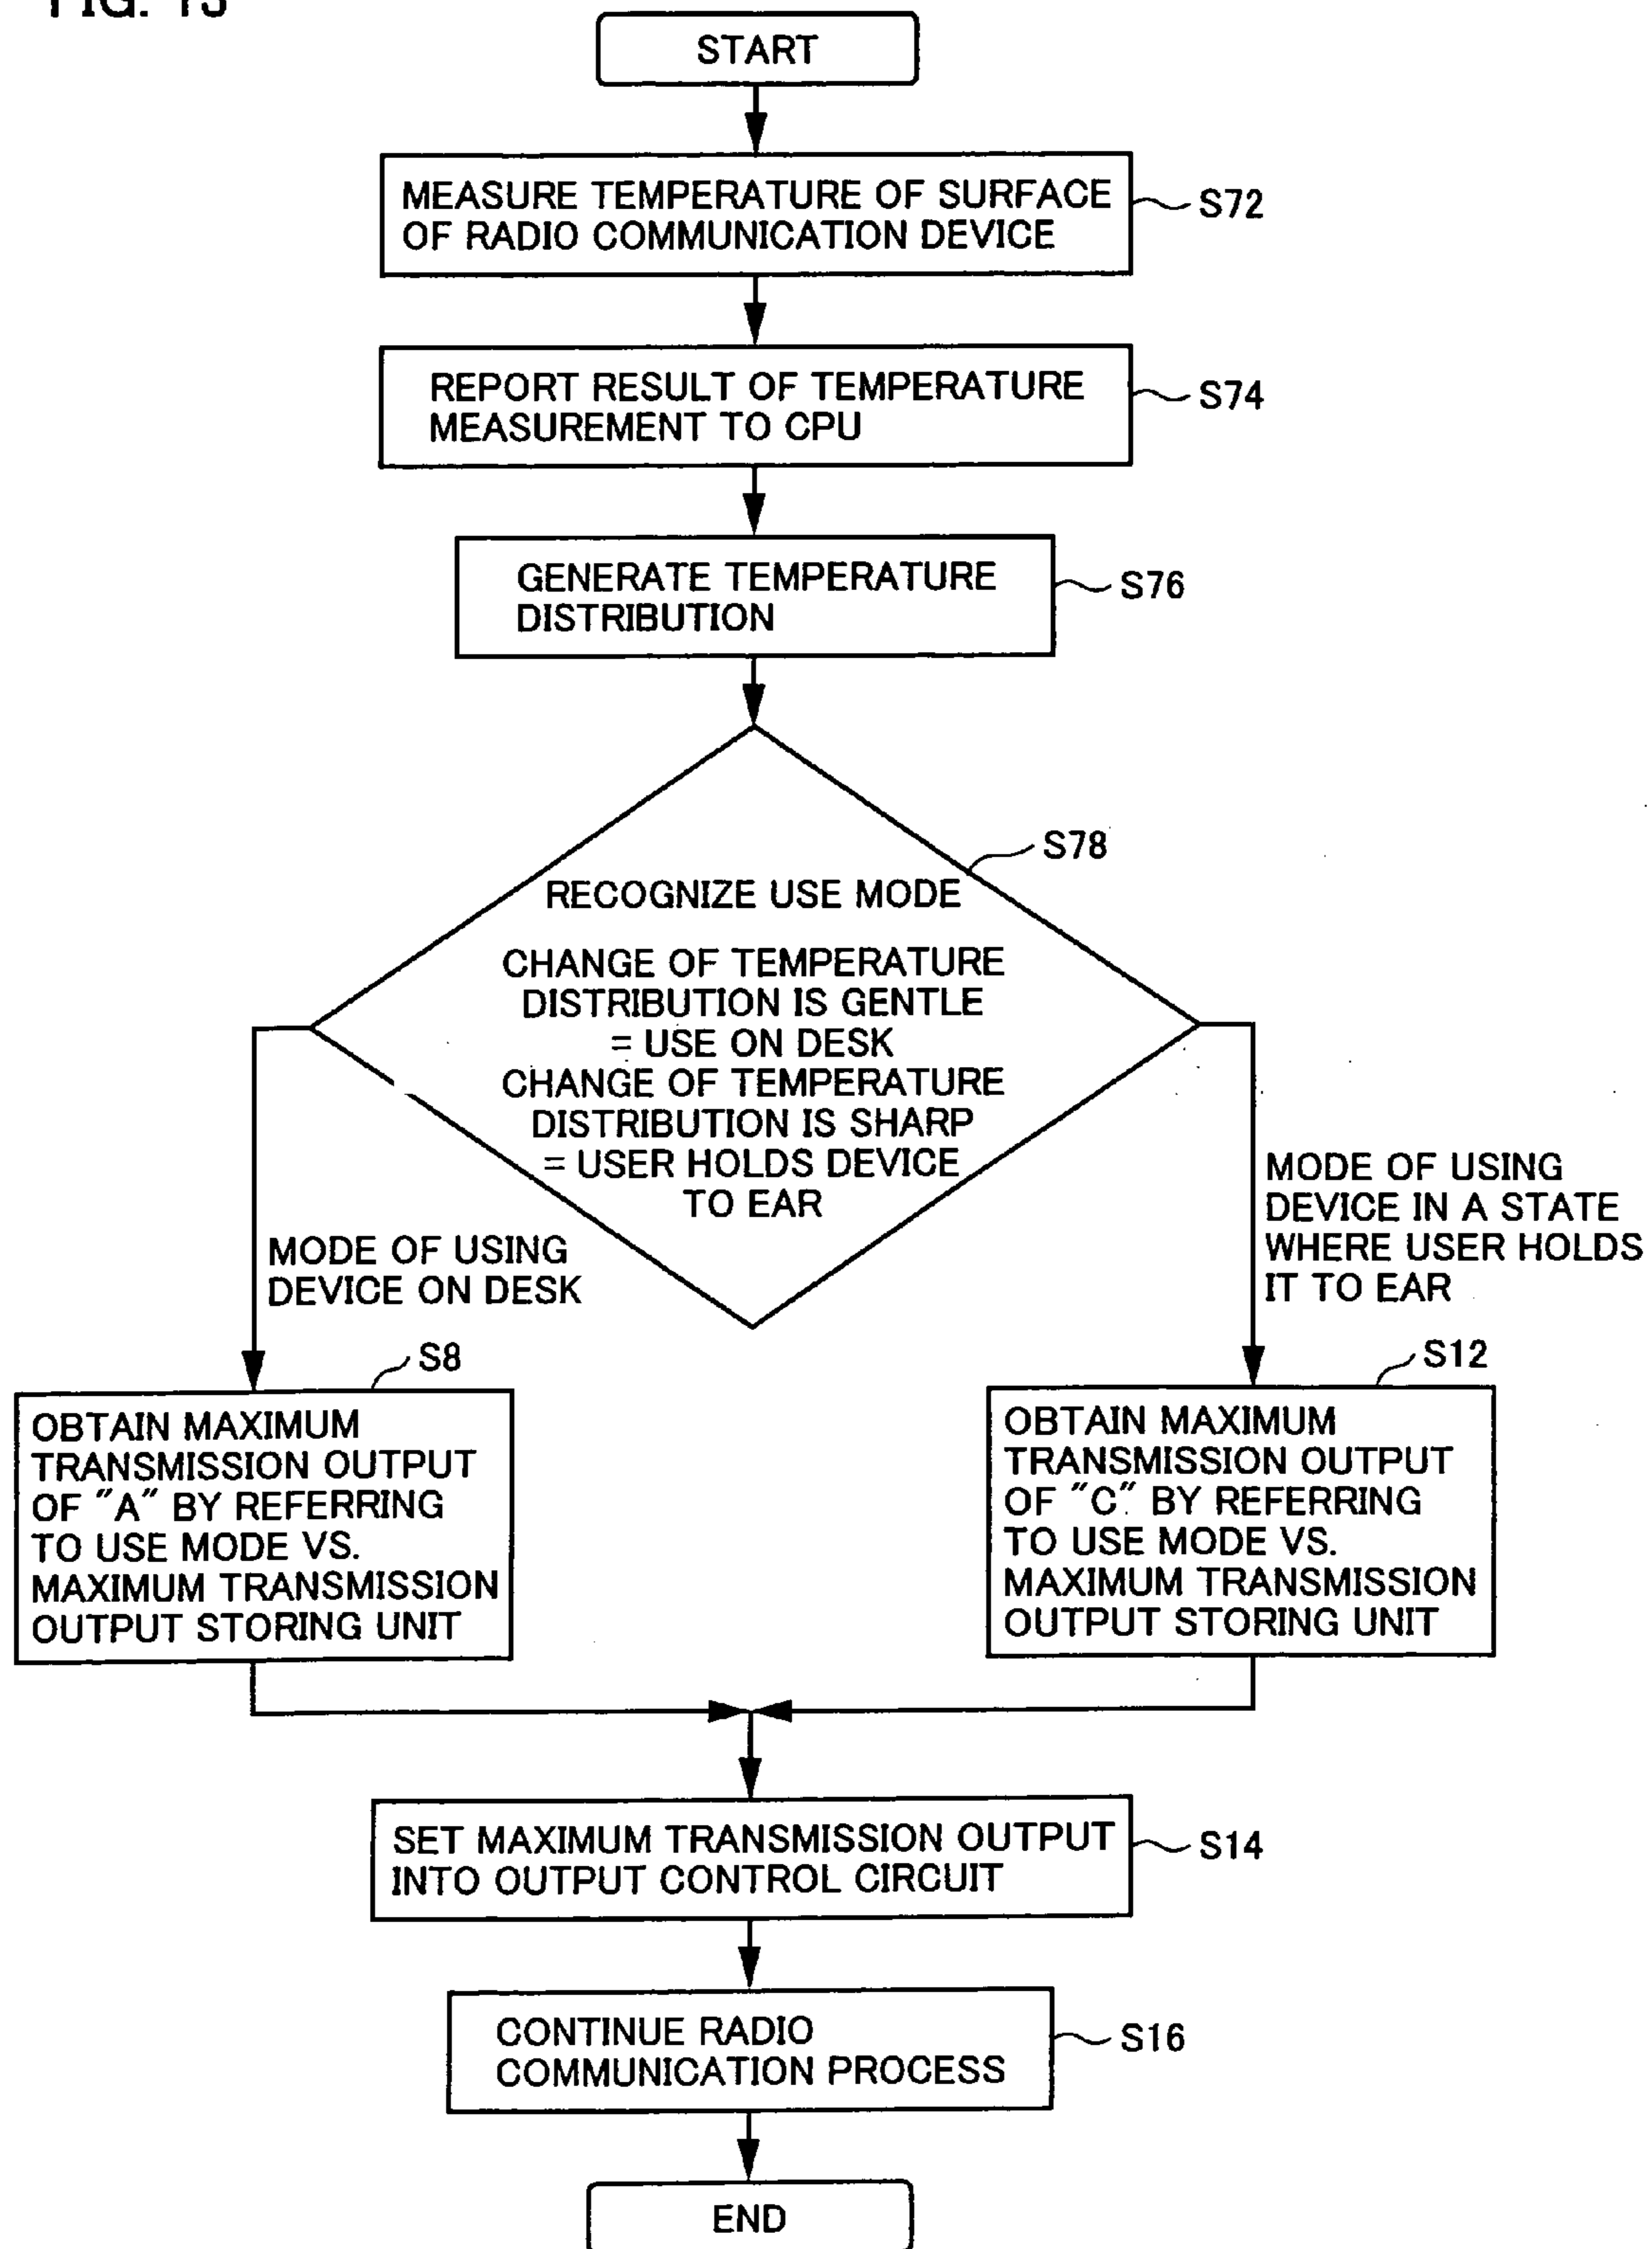 FIG. 13
START
MEASURE TEMPERATURE OF SURFACE
OF RADIO COMMUNICATION DEVICE
S72
REPORT RESULT OF TEMPERATURE
MEASUREMENT TO CPU
S74
GENERATE TEMPERATURE
DISTRIBUTION
S76
S78
RECOGNIZE USE MODE
CHANGE OF TEMPERATURE
DISTRIBUTION IS GENTLE
= USE ON DESK
CHANGE OF TEMPERATURE
DISTRIBUTION IS SHARP
= USER HOLDS DEVICE
TO EAR
MODE OF USING
DEVICE ON DESK
MODE OF USING
DEVICE IN A STATE
WHERE USER HOLDS
IT TO EAR
S8
OBTAIN MAXIMUM
TRANSMISSION OUTPUT
OF "A" BY REFERRING
TO USE MODE VS.
MAXIMUM TRANSMISSION
OUTPUT STORING UNIT
S12
OBTAIN MAXIMUM
TRANSMISSION OUTPUT
OF "C" BY REFERRING
TO USE MODE VS.
MAXIMUM TRANSMISSION
OUTPUT STORING UNIT
SET MAXIMUM TRANSMISSION OUTPUT
INTO OUTPUT CONTROL CIRCUIT
S14
CONTINUE RADIO
COMMUNICATION PROCESS
S16
END